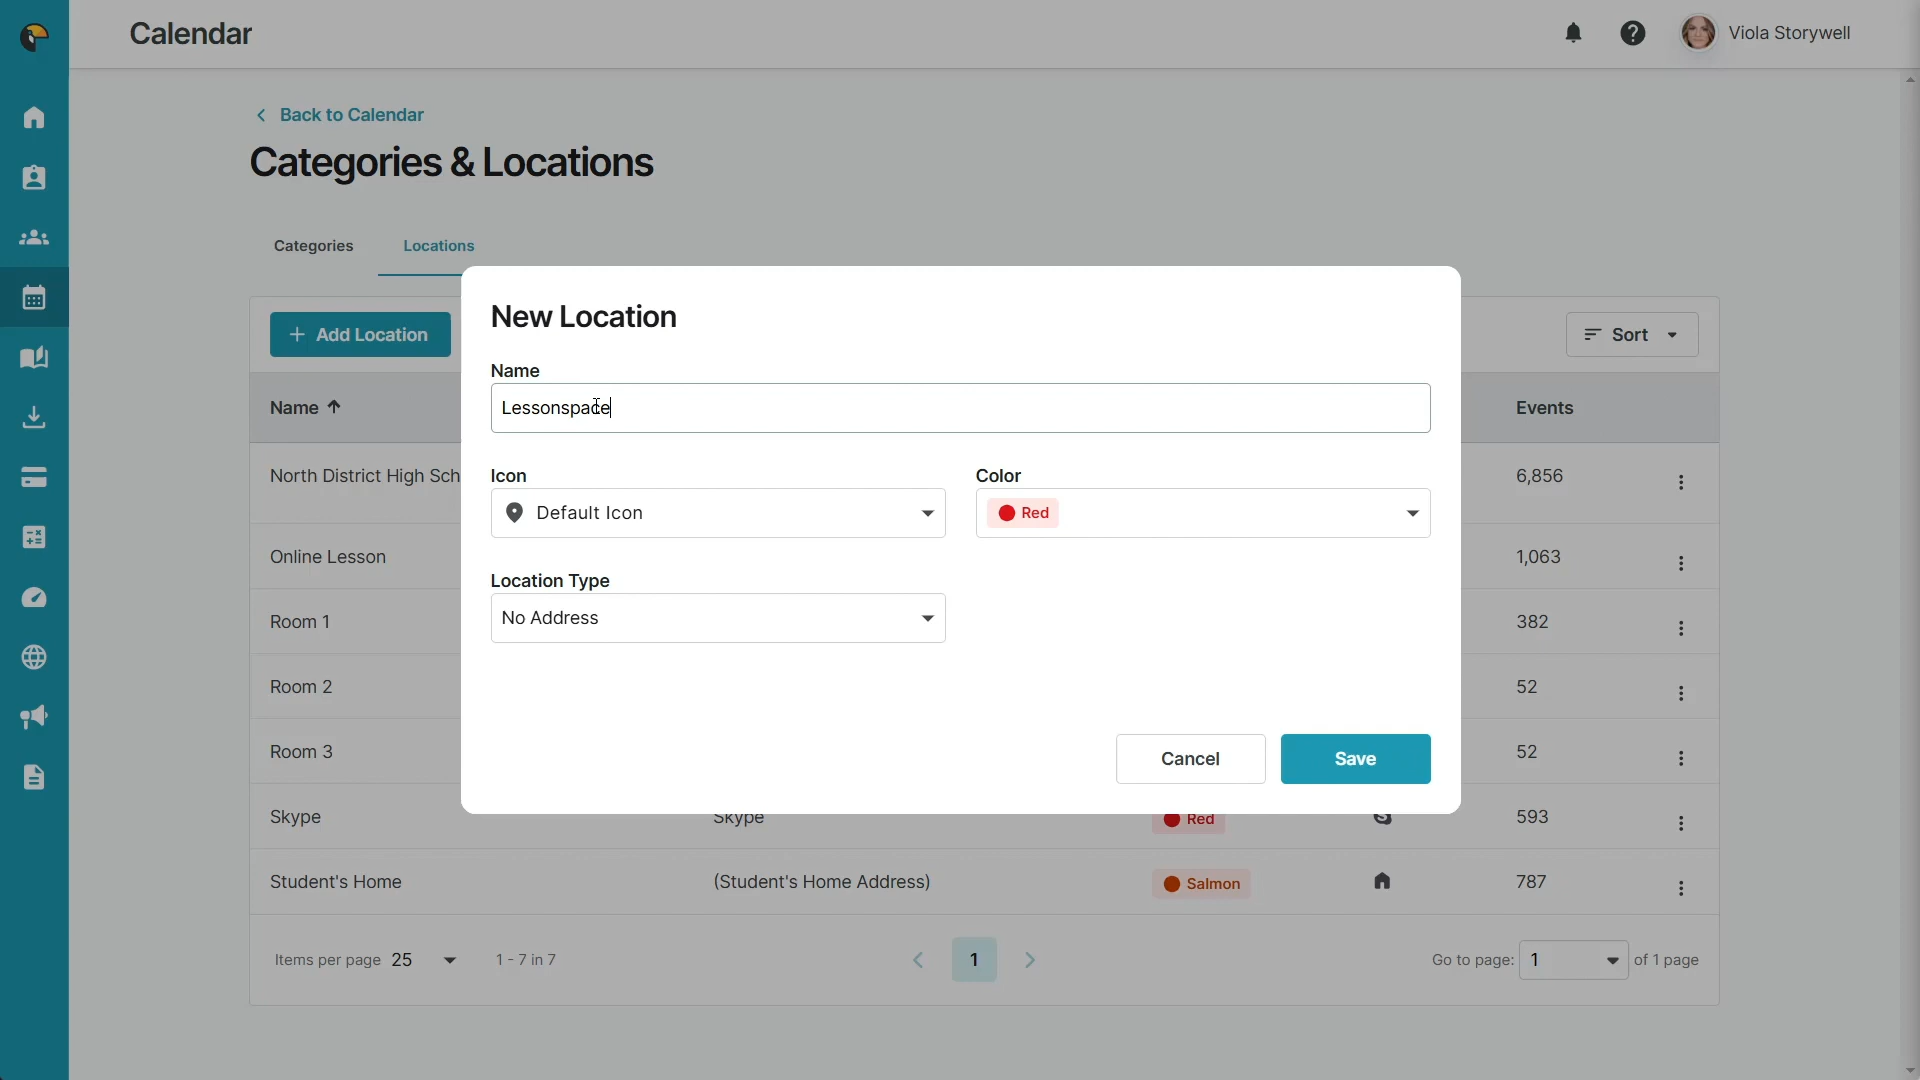 Calendar
Viola Storywell
Back to Calendar
Categories & Locations
Categories
Locations
Add Location
Sort
New Location
Name
Lessonspace
Icon
Color
Default Icon
Red
Location Type
No Address
Cancel
Save
Name
Events
North District High Sch
6,856
Online Lesson
1,063
Room 1
382
Room 2
52
Room 3
52
Skype
Skype
Red
593
Student's Home
(Student's Home Address)
Salmon
787
Items per page 25
1 - 7 in 7
1
Go to page: 1 of 1 page